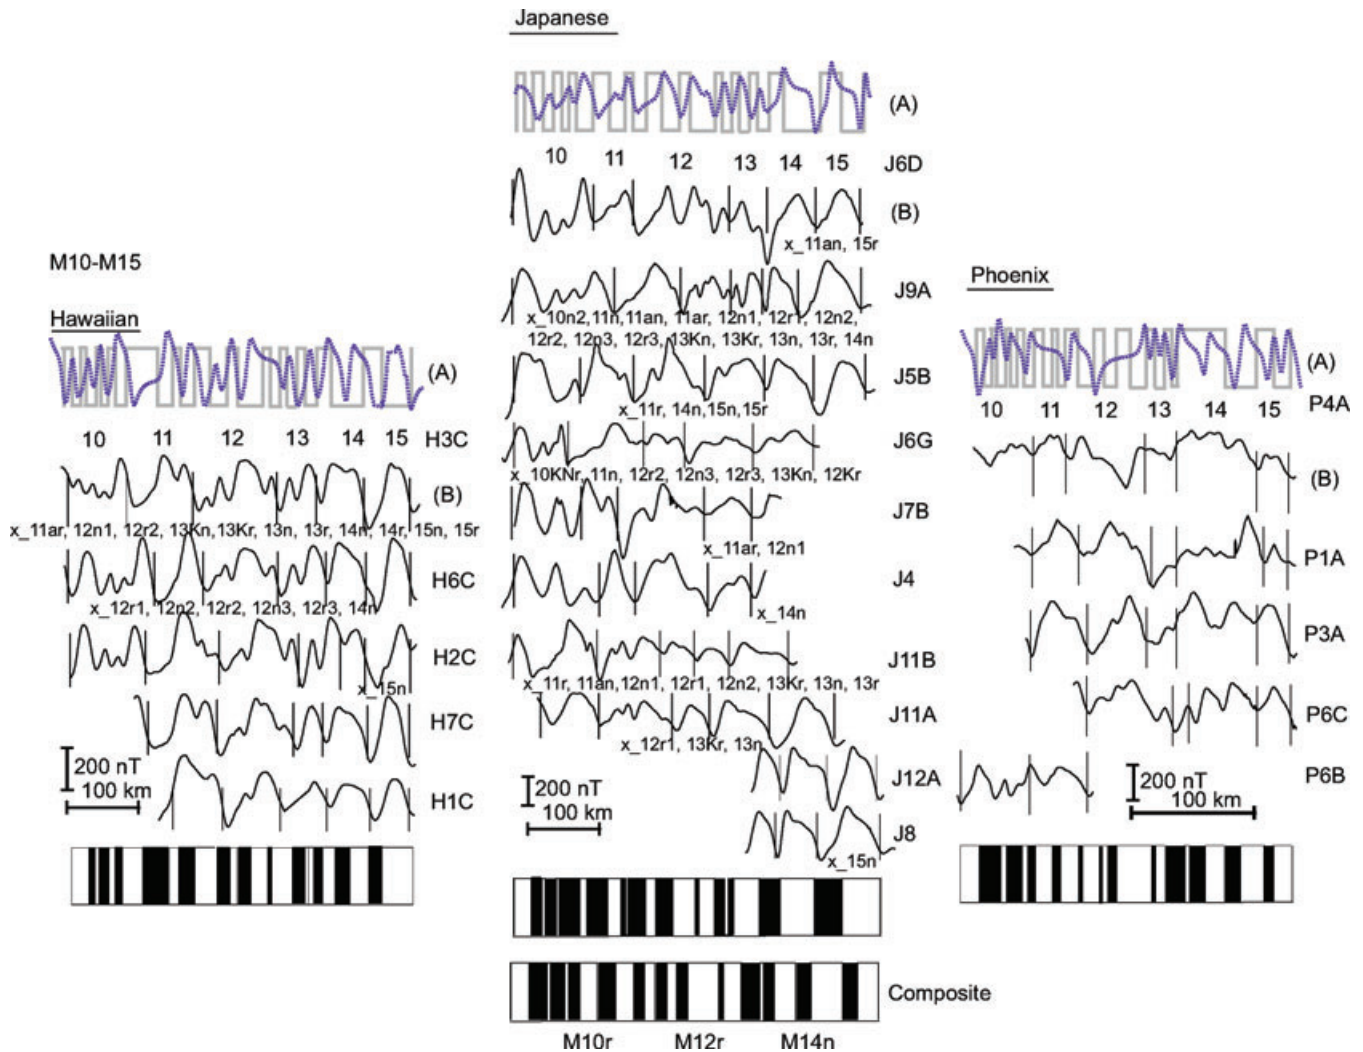 Japanese
(A)
10 11 12 13 14 15 J6D
(B)
x_11an, 15r
J9A
x_10n2, 11n, 11an, 11ar, 12n1, 12r1, 12n2,
12r2, 12n3, 12r3, 13Kn, 13Kr, 13n, 13r, 14n
J5B
x_11r, 14n, 15n, 15r
J6G
x_10KNr, 11n, 12r2, 12n3, 12r3, 13Kn, 12Kr
J7B
x_11ar, 12n1
J4
x_14n
J11B
x_11r, 11an, 12n1, 12r1, 12n2, 13Kr, 13n, 13r
J11A
x_12r1, 13Kr, 13n
J12A
200 nT
100 km
J8
x_15n
M10-M15
Hawaiian
(A)
10 11 12 13 14 15 H3C
(B)
x_11ar, 12n1, 12r2, 13Kn, 13Kr, 13n, 13r, 14n, 14r, 15n, 15r
H6C
x_12r1, 12n2, 12r2, 12n3, 12r3, 14n
H2C
x_15n
H7C
200 nT
100 km
H1C
Phoenix
(A)
P4A
10 11 12 13 14 15
(B)
P1A
P3A
P6C
P6B
200 nT
100 km
Composite
M10r M12r M14n